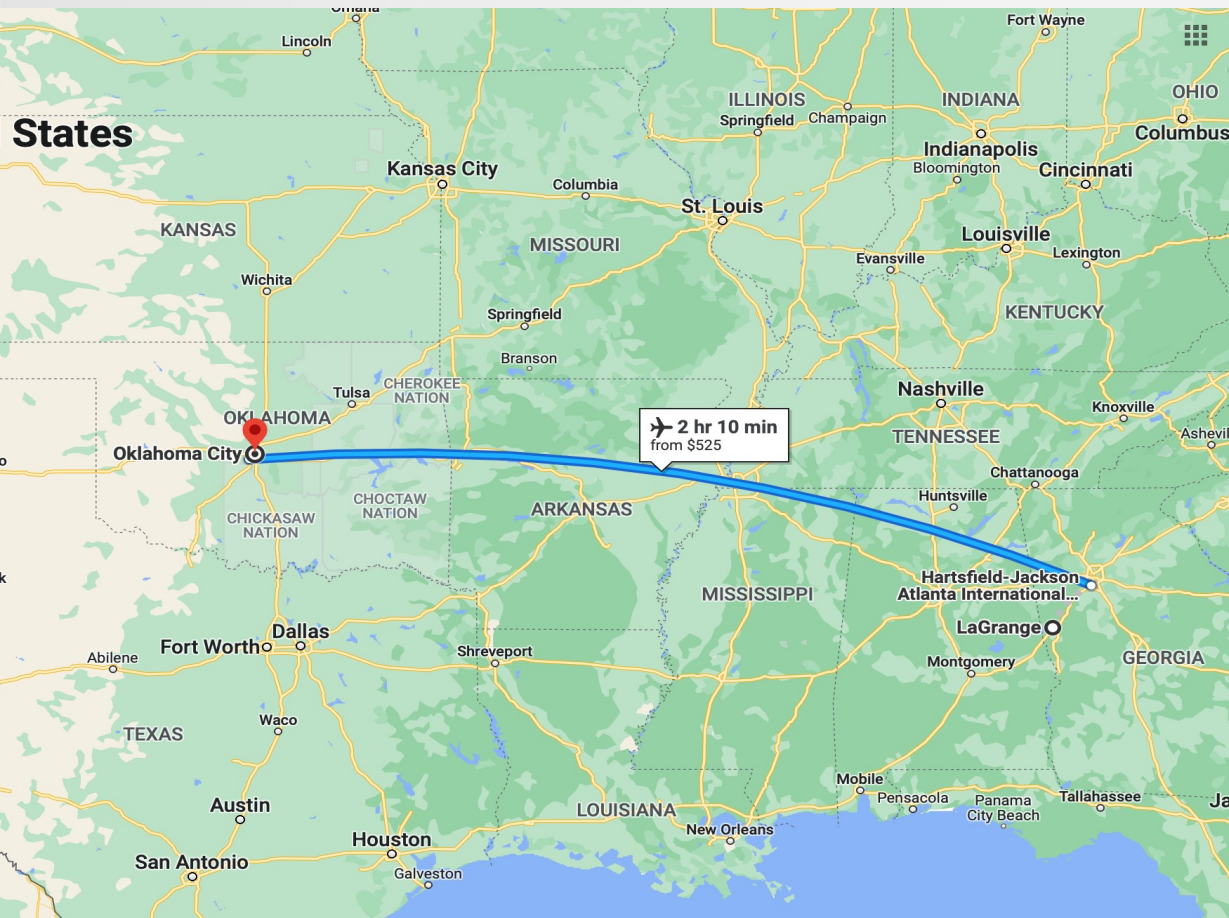 Omaha
Lincoln
Fort Wayne
ILLINOIS
INDIANA
OHIO
Springfield
Champaign
Columbus
States
Indianapolis
Kansas City
Bloomington
Cincinnati
Columbia
St. Louis
KANSAS
MISSOURI
Louisville
Evansville
Lexington
Wichita
Springfield
KENTUCKY
Branson
Tulsa
CHEROKEE
NATION
Nashville
OKLAHOMA
Knoxville
2 hr 10 min
from $525
TENNESSEE
Ashevil
Oklahoma City
Chattanooga
CHOCTAW
NATION
Huntsville
ARKANSAS
CHICKASAW
NATION
Hartsfield-Jackson
Atlanta International...
MISSISSIPPI
LaGrange
Dallas
Fort Worth
Shreveport
Abilene
Montgomery
GEORGIA
Waco
TEXAS
Mobile
Pensacola
Panama
City Beach
Tallahassee
Ja
Austin
LOUISIANA
New Orleans
Houston
San Antonio
Galveston